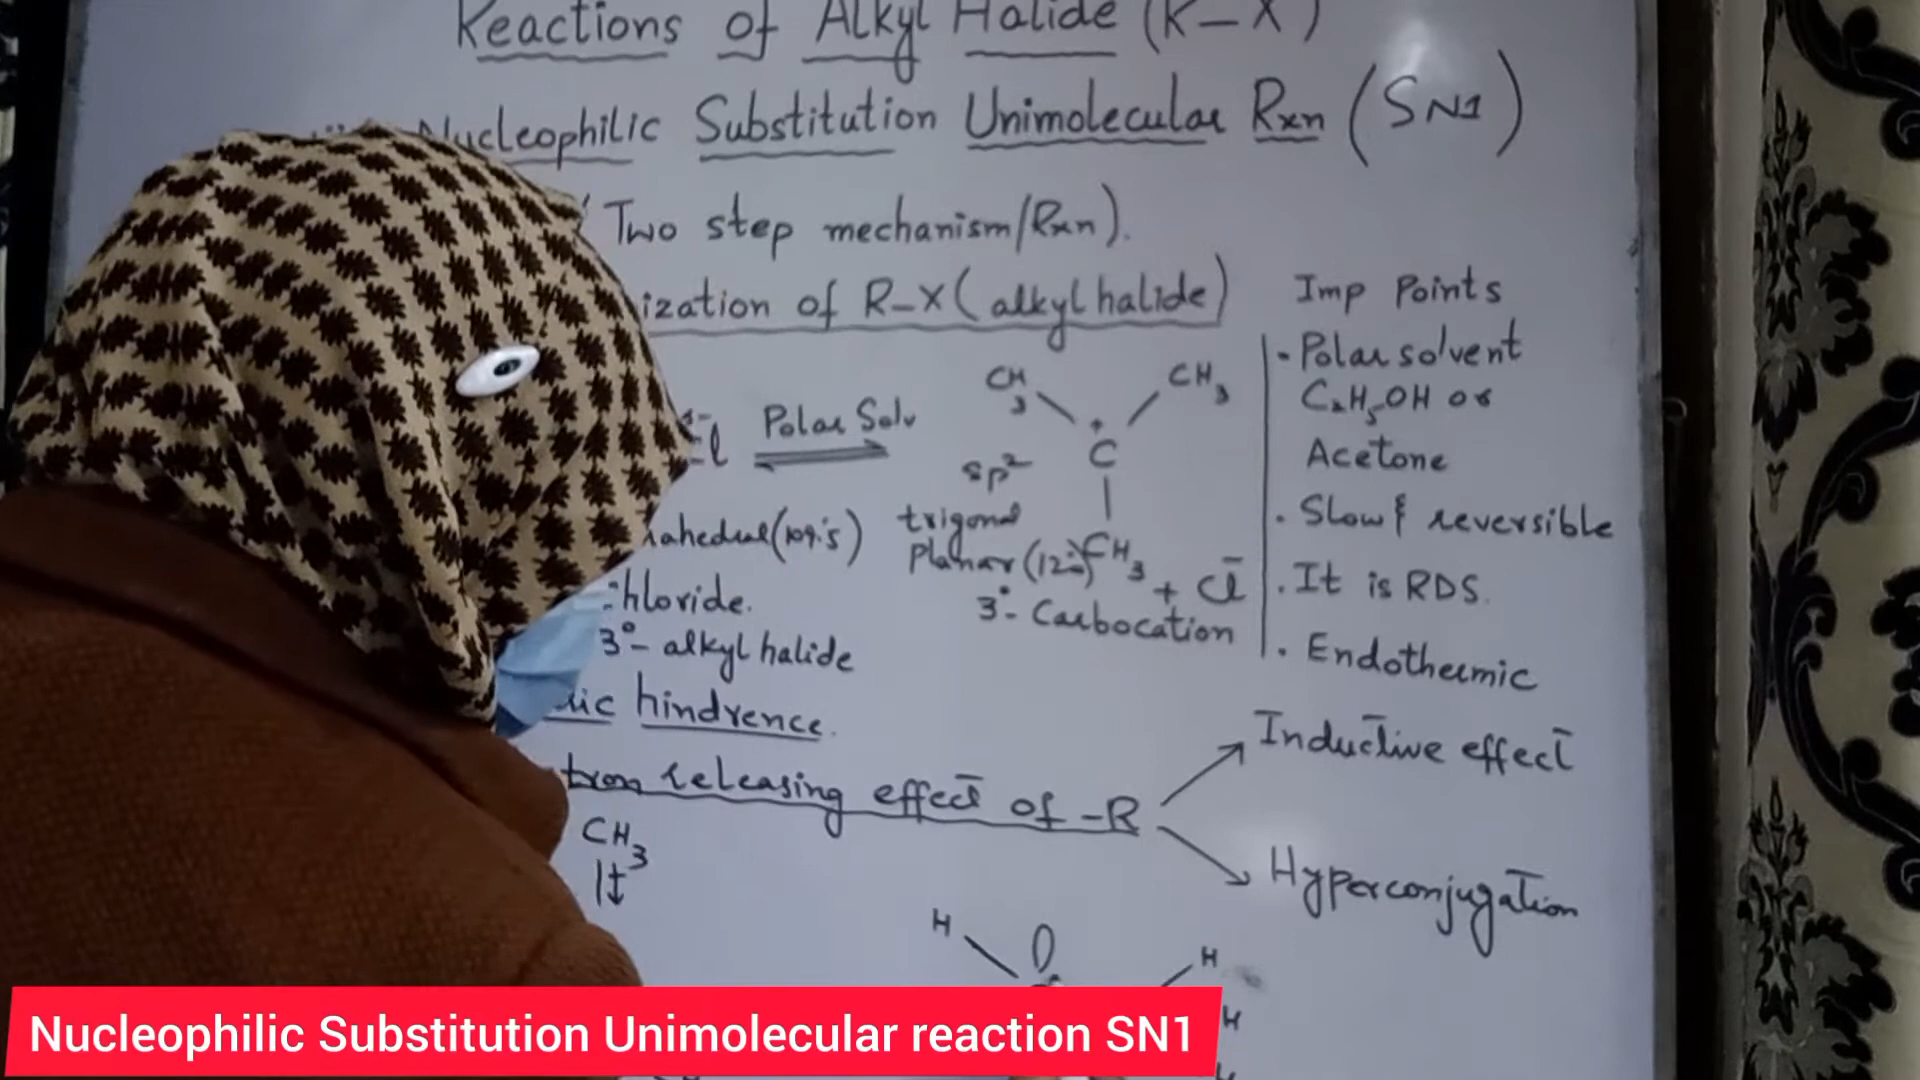 Reactions of Alkyl Halide (R-X)
Nucleophilic Substitution Unimolecular Rxn (SN1)
(Two step mechanism/Rxn).
ization of R-X (alkyl halide)
Imp Points
• Polar solvent
C₂H₅OH or
Acetone
• Slow & reversible
• It is RDS.
• Endothermic
Polar Solv
CH₃ CH₃
+
C
sp²
trigonal
Planar (120°) CH₃
+ Cl⁻
3°- Carbocation
ahedral (109.5)
hloride.
3°- alkyl halide
ric hindrence.
tron releasing effect of -R
Inductive effect
Hyperconjugation
CH₃
H
H
H
Nucleophilic Substitution Unimolecular reaction SN1